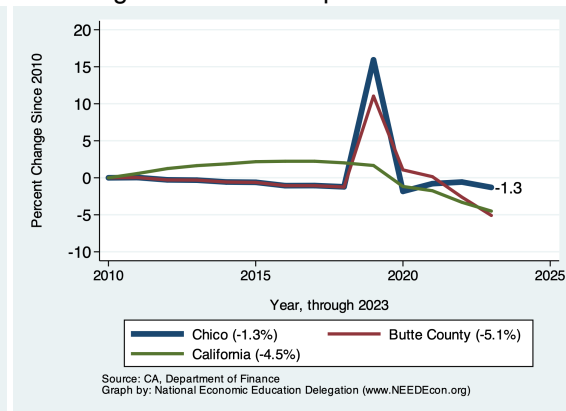 20
15
10
5
0
-5
-10
Percent Change Since 2010
-1.3
2010 2015 2020 2025
Year, through 2023
Chico (-1.3%) Butte County (-5.1%)
California (-4.5%)
Source: CA, Department of Finance
Graph by: National Economic Education Delegation (www.NEEDEcon.org)